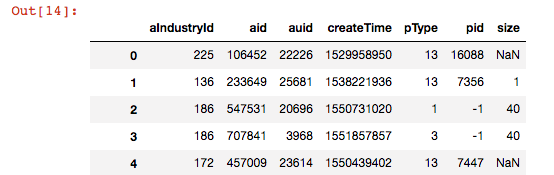 Out[14]:
aIndustryId aid auid createTime pType pid size
0 225 106452 22226 1529958950 13 16088 NaN
1 136 233649 25681 1538221936 13 7356 1
2 186 547531 20696 1550731020 1 -1 40
3 186 707841 3968 1551857857 3 -1 40
4 172 457009 23614 1550439402 13 7447 NaN